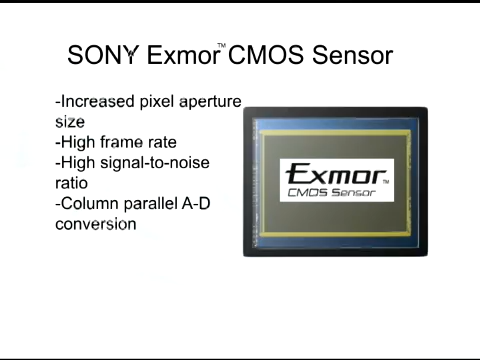 SONY Exmor™ CMOS Sensor
-Increased pixel aperture
size
-High frame rate
-High signal-to-noise
ratio
-Column parallel A-D
conversion
Exmor™
CMOS Sensor